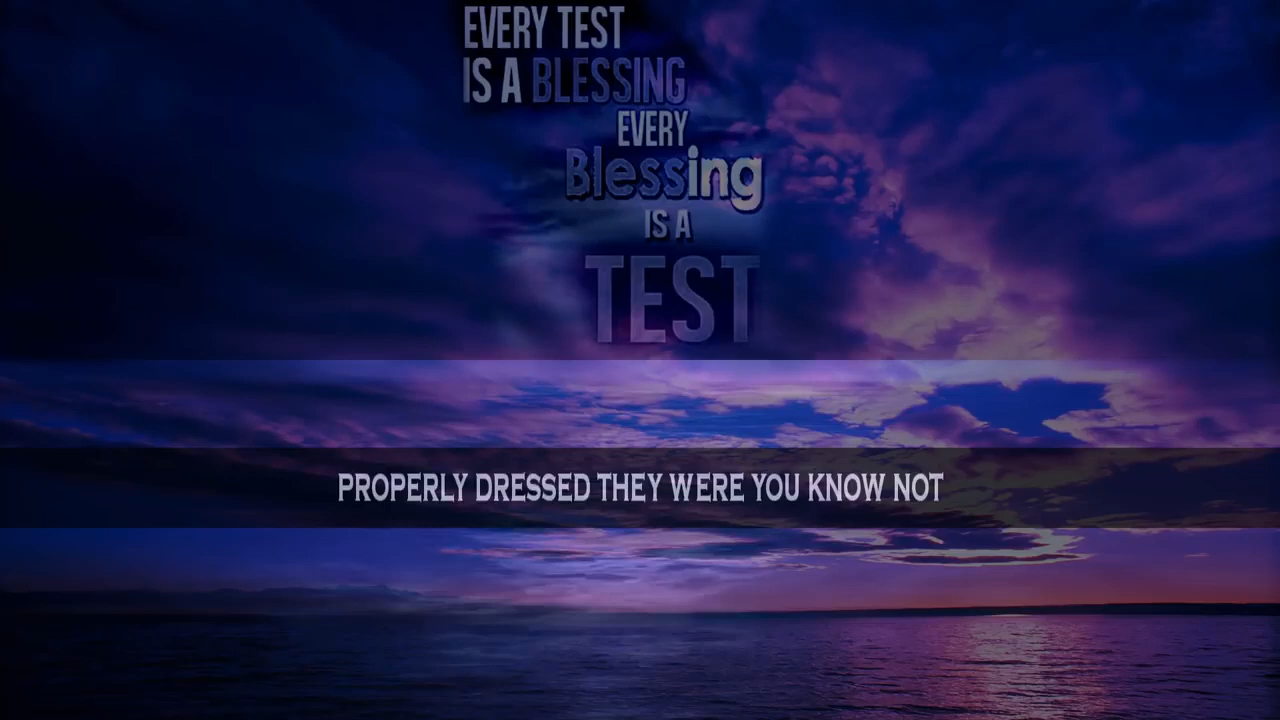 EVERY TEST
IS A BLESSING
EVERY
Blessing
IS A
TEST
PROPERLY DRESSED THEY WERE YOU KNOW NOT